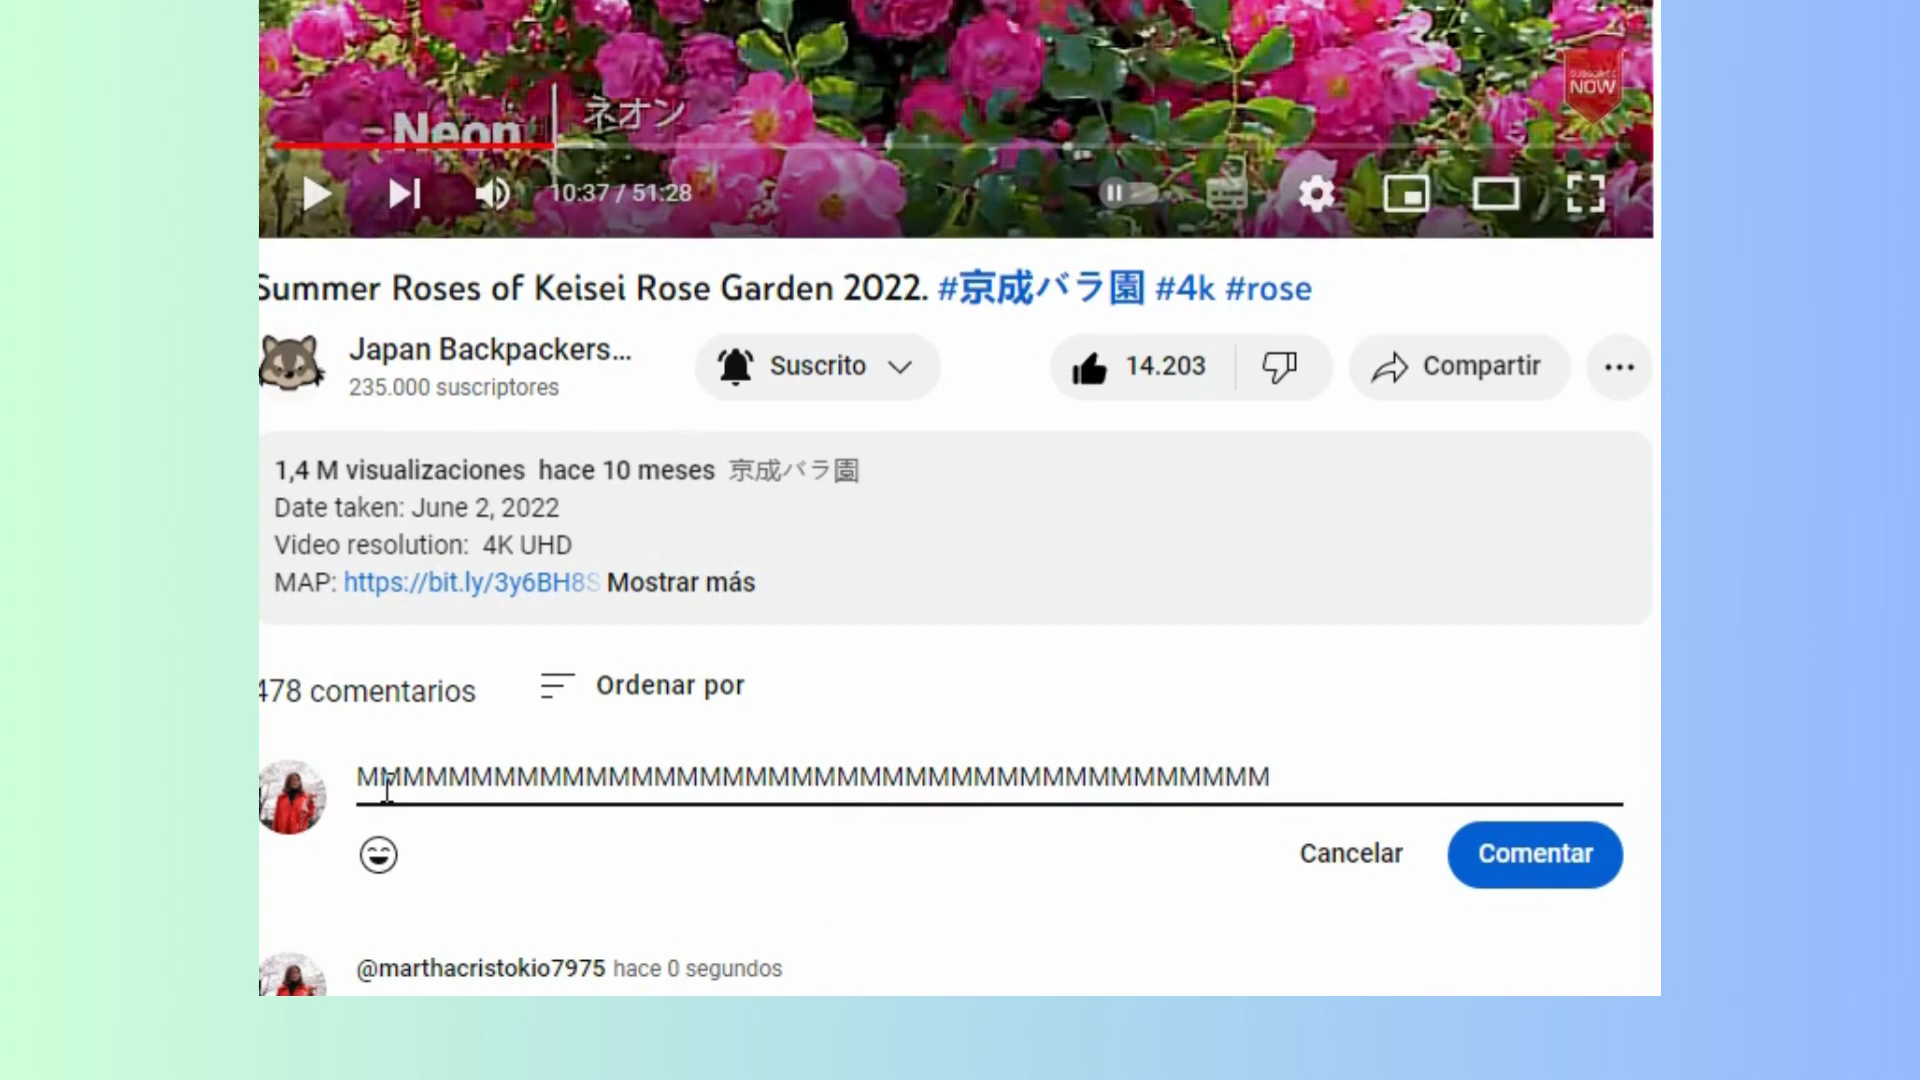 Neon
ネオン
SUBSCRIBE
NOW
10:37 / 51:28
Summer Roses of Keisei Rose Garden 2022. #京成バラ園 #4k #rose
Japan Backpackers...
235.000 suscriptores
Suscrito
14.203
Compartir
1,4 M visualizaciones hace 10 meses 京成バラ園
Date taken: June 2, 2022
Video resolution: 4K UHD
MAP: https://bit.ly/3y6BH8S Mostrar más
478 comentarios
Ordenar por
MMMMMMMMMMMMMMMMMMMMMMMMMMMMMMMMMMMMMMMM
Cancelar
Comentar
@marthacristokio7975 hace 0 segundos